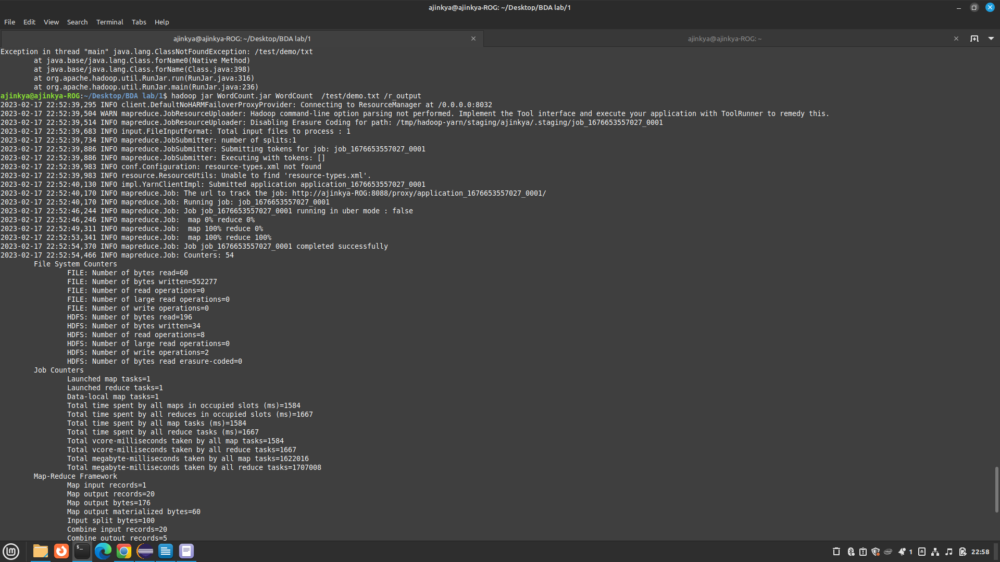 ajinkya@ajinkya-ROG: ~/Desktop/BDA lab/1
File Edit View Search Terminal Tabs Help
ajinkya@ajinkya-ROG: ~/Desktop/BDA lab/1 ajinkya@ajinkya-ROG: ~
Exception in thread "main" java.lang.ClassNotFoundException: /test/demo/txt
at java.base/java.lang.Class.forName0(Native Method)
at java.base/java.lang.Class.forName(Class.java:398)
at org.apache.hadoop.util.RunJar.run(RunJar.java:316)
at org.apache.hadoop.util.RunJar.main(RunJar.java:236)
ajinkya@ajinkya-ROG:~/Desktop/BDA lab/1$ hadoop jar WordCount.jar WordCount  /test/demo.txt /r_output
2023-02-17 22:52:39,295 INFO client.DefaultNoHARMFailoverProxyProvider: Connecting to ResourceManager at /0.0.0.0:8032
2023-02-17 22:52:39,504 WARN mapreduce.JobResourceUploader: Hadoop command-line option parsing not performed. Implement the Tool interface and execute your application with ToolRunner to remedy this.
2023-02-17 22:52:39,514 INFO mapreduce.JobResourceUploader: Disabling Erasure Coding for path: /tmp/hadoop-yarn/staging/ajinkya/.staging/job_1676653557027_0001
2023-02-17 22:52:39,683 INFO input.FileInputFormat: Total input files to process : 1
2023-02-17 22:52:39,734 INFO mapreduce.JobSubmitter: number of splits:1
2023-02-17 22:52:39,886 INFO mapreduce.JobSubmitter: Submitting tokens for job: job_1676653557027_0001
2023-02-17 22:52:39,886 INFO mapreduce.JobSubmitter: Executing with tokens: []
2023-02-17 22:52:39,983 INFO conf.Configuration: resource-types.xml not found
2023-02-17 22:52:39,983 INFO resource.ResourceUtils: Unable to find 'resource-types.xml'.
2023-02-17 22:52:40,130 INFO impl.YarnClientImpl: Submitted application application_1676653557027_0001
2023-02-17 22:52:40,170 INFO mapreduce.Job: The url to track the job: http://ajinkya-ROG:8088/proxy/application_1676653557027_0001/
2023-02-17 22:52:40,170 INFO mapreduce.Job: Running job: job_1676653557027_0001
2023-02-17 22:52:46,244 INFO mapreduce.Job: Job job_1676653557027_0001 running in uber mode : false
2023-02-17 22:52:46,246 INFO mapreduce.Job:  map 0% reduce 0%
2023-02-17 22:52:49,311 INFO mapreduce.Job:  map 100% reduce 0%
2023-02-17 22:52:53,341 INFO mapreduce.Job:  map 100% reduce 100%
2023-02-17 22:52:54,370 INFO mapreduce.Job: Job job_1676653557027_0001 completed successfully
2023-02-17 22:52:54,466 INFO mapreduce.Job: Counters: 54
File System Counters
FILE: Number of bytes read=60
FILE: Number of bytes written=552277
FILE: Number of read operations=0
FILE: Number of large read operations=0
FILE: Number of write operations=0
HDFS: Number of bytes read=196
HDFS: Number of bytes written=34
HDFS: Number of read operations=8
HDFS: Number of large read operations=0
HDFS: Number of write operations=2
HDFS: Number of bytes read erasure-coded=0
Job Counters
Launched map tasks=1
Launched reduce tasks=1
Data-local map tasks=1
Total time spent by all maps in occupied slots (ms)=1584
Total time spent by all reduces in occupied slots (ms)=1667
Total time spent by all map tasks (ms)=1584
Total time spent by all reduce tasks (ms)=1667
Total vcore-milliseconds taken by all map tasks=1584
Total vcore-milliseconds taken by all reduce tasks=1667
Total megabyte-milliseconds taken by all map tasks=1622016
Total megabyte-milliseconds taken by all reduce tasks=1707008
Map-Reduce Framework
Map input records=1
Map output records=20
Map output bytes=176
Map output materialized bytes=60
Input split bytes=100
Combine input records=20
Combine output records=5
1 22:58